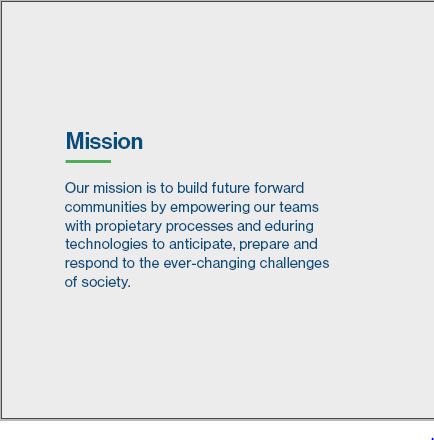 Mission
Our mission is to build future forward
communities by empowering our teams
with propietary processes and eduring
technologies to anticipate, prepare and
respond to the ever-changing challenges
of society.